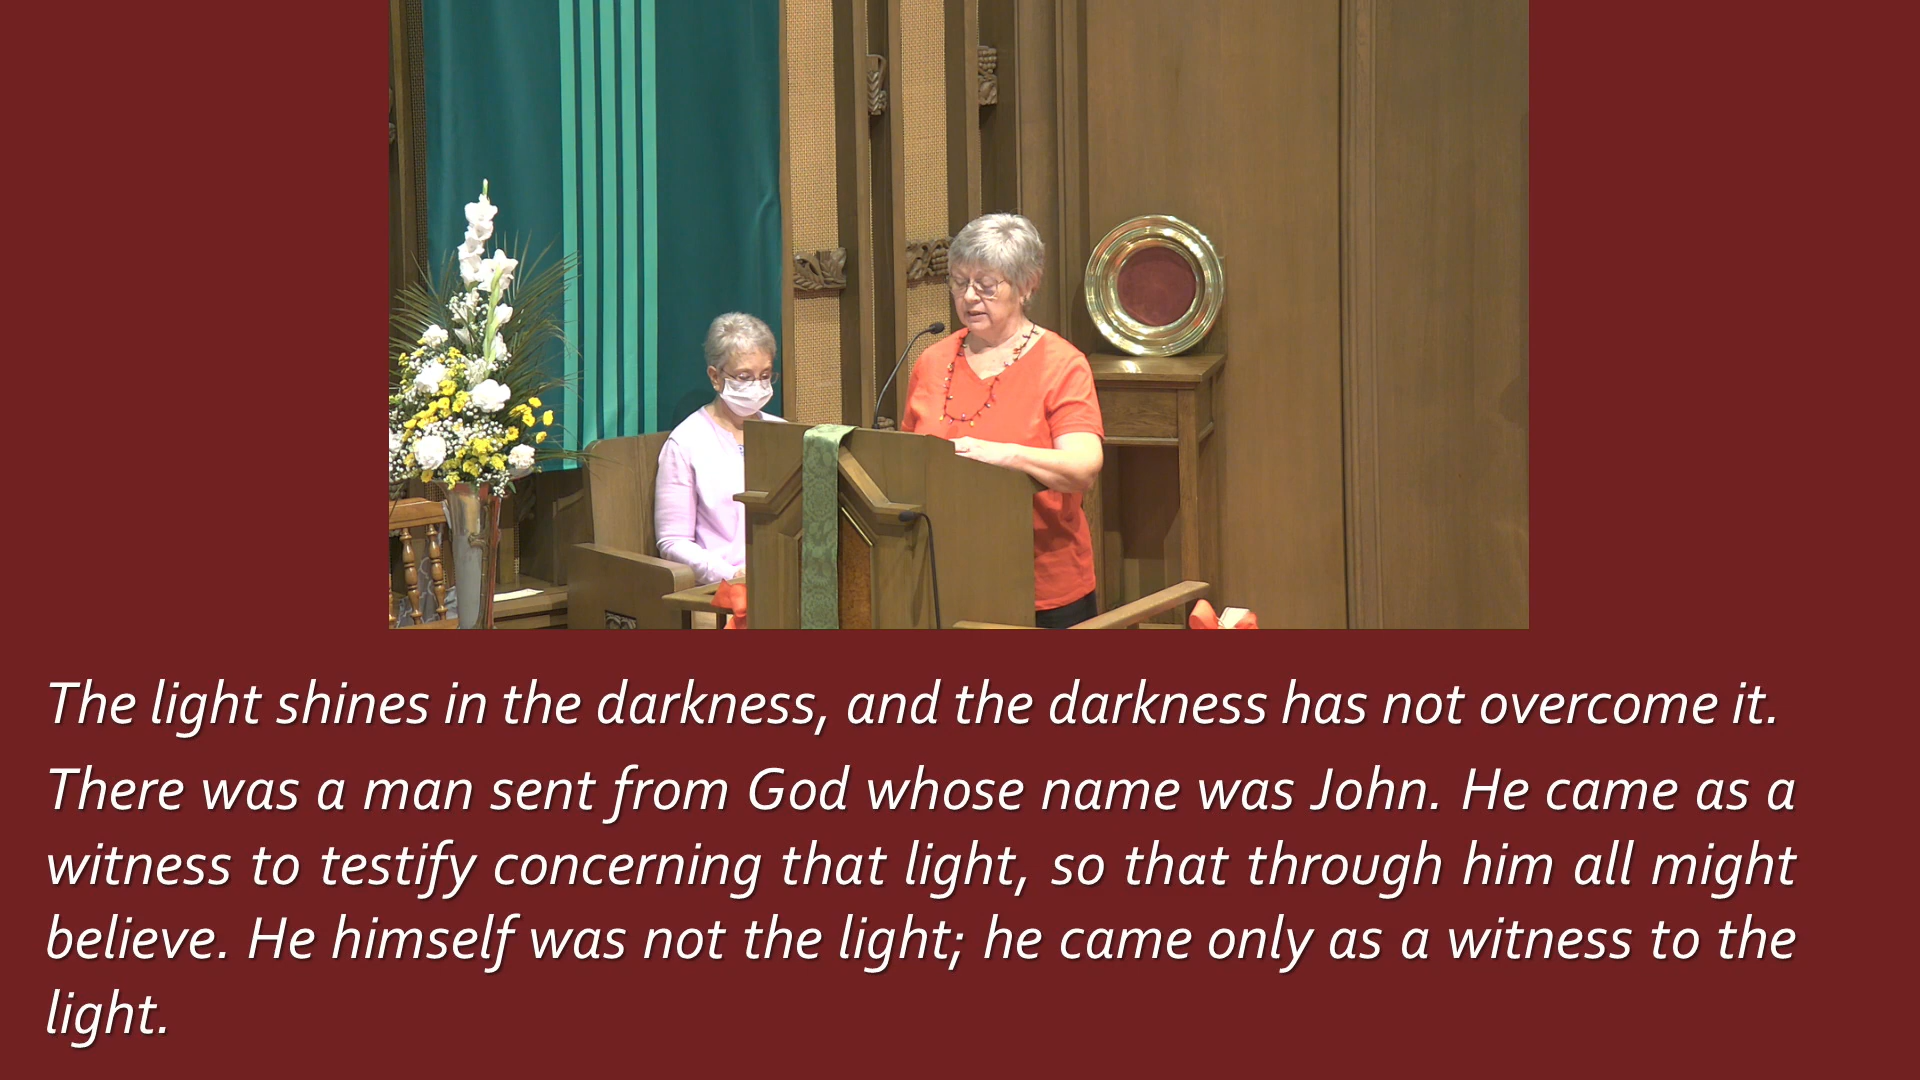 The light shines in the darkness, and the darkness has not overcome it.
There was a man sent from God whose name was John. He came as a
witness to testify concerning that light, so that through him all might
believe. He himself was not the light; he came only as a witness to the
light.